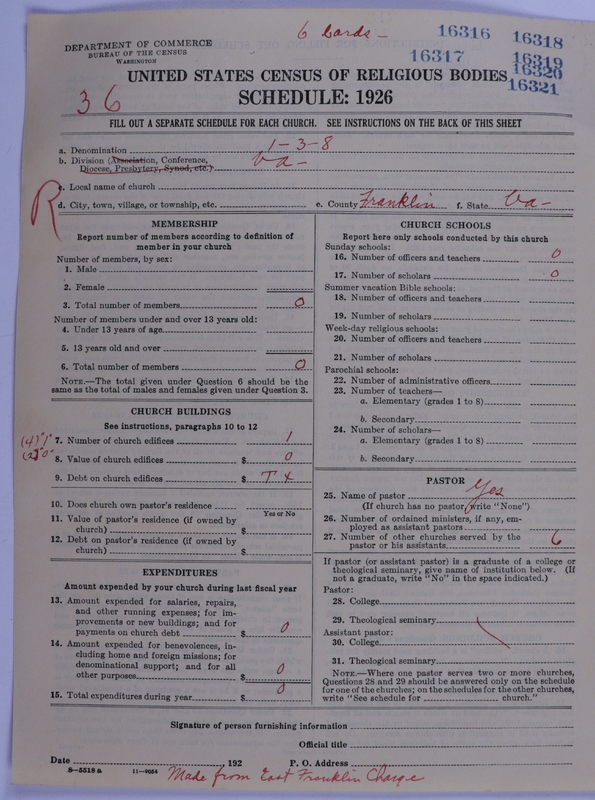 6 Cards -
16316 16318
16317 16319
16320
16321
DEPARTMENT OF COMMERCE
BUREAU OF THE CENSUS
WASHINGTON
UNITED STATES CENSUS OF RELIGIOUS BODIES
SCHEDULE: 1926
36
FILL OUT A SEPARATE SCHEDULE FOR EACH CHURCH. SEE INSTRUCTIONS ON THE BACK OF THIS SHEET
a. Denomination 1-3-8
b. Division (Association, Conference, Va-
Diocese, Presbytery, Synod, etc.)
R
c. Local name of church
d. City, town, village, or township, etc. e. County Franklin f. State Va-
MEMBERSHIP
Report number of members according to definition of
member in your church
Number of members, by sex:
1. Male
2. Female
3. Total number of members 0
Number of members under and over 13 years old:
4. Under 13 years of age
5. 13 years old and over
6. Total number of members 0
NOTE.—The total given under Question 6 should be the
same as the total of males and females given under Question 3.
CHURCH BUILDINGS
See instructions, paragraphs 10 to 12
(4)"1"
7. Number of church edifices 1
(2)"0"
8. Value of church edifices $ 0
9. Debt on church edifices $ T x
10. Does church own pastor's residence
Yes or No
11. Value of pastor's residence (if owned by
church) $
12. Debt on pastor's residence (if owned by
church) $
EXPENDITURES
Amount expended by your church during last fiscal year
13. Amount expended for salaries, repairs,
and other running expenses; for im-
provements or new buildings; and for
payments on church debt $ 0
14. Amount expended for benevolences, in-
cluding home and foreign missions; for
denominational support; and for all
other purposes $ 0
15. Total expenditures during year $ 0
CHURCH SCHOOLS
Report here only schools conducted by this church
Sunday schools:
16. Number of officers and teachers 0
17. Number of scholars 0
Summer vacation Bible schools:
18. Number of officers and teachers
19. Number of scholars
Week-day religious schools:
20. Number of officers and teachers
21. Number of scholars
Parochial schools:
22. Number of administrative officers
23. Number of teachers—
a. Elementary (grades 1 to 8)
b. Secondary
24. Number of scholars—
a. Elementary (grades 1 to 8)
b. Secondary
PASTOR
25. Name of pastor Yes
(If church has no pastor, write "None")
26. Number of ordained ministers, if any, em-
ployed as assistant pastors
27. Number of other churches served by the
pastor or his assistants 6
If pastor (or assistant pastor) is a graduate of a college or
theological seminary, give name of institution below. (If
not a graduate, write "No" in the space indicated.)
Pastor:
28. College
29. Theological seminary
Assistant pastor:
30. College
31. Theological seminary
NOTE.—Where one pastor serves two or more churches,
Questions 28 and 29 should be answered only on the schedule
for one of the churches; on the schedules for the other churches,
write "See schedule for church."
Signature of person furnishing information
Official title
Date , 192 P. O. Address
8-5518a 11-9054
Made from East Franklin Charge